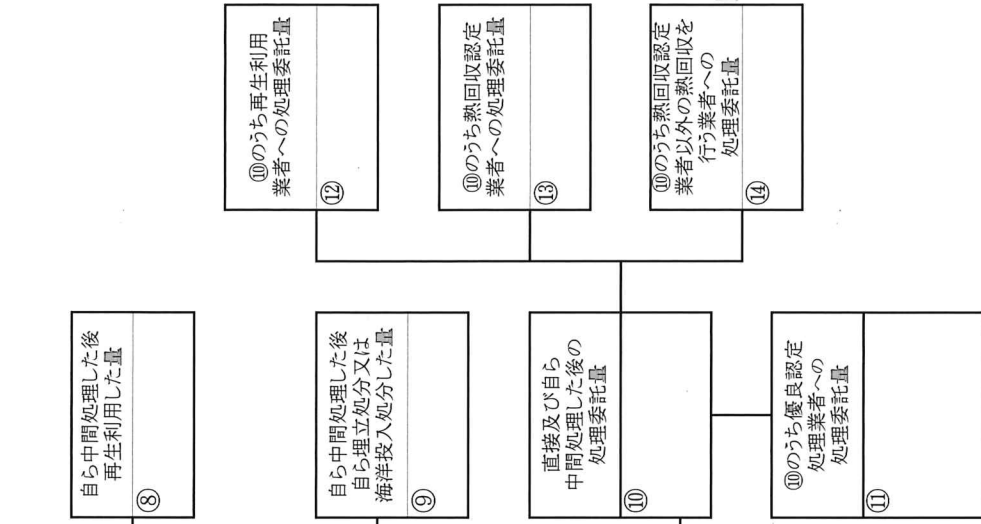 自ら中間処理した後
再生利用した量
⑧
自ら中間処理した後
自ら埋立処分又は
海洋投入処分した量
⑨
直接及び自ら
中間処理した後の
処理委託量
⑩
⑩のうち優良認定
処理業者への
処理委託量
⑪
⑩のうち再生利用
業者への処理委託量
⑫
⑩のうち熱回収認定
業者への処理委託量
⑬
⑩のうち熱回収認定
業者以外の熱回収を
行う業者への
処理委託量
⑭